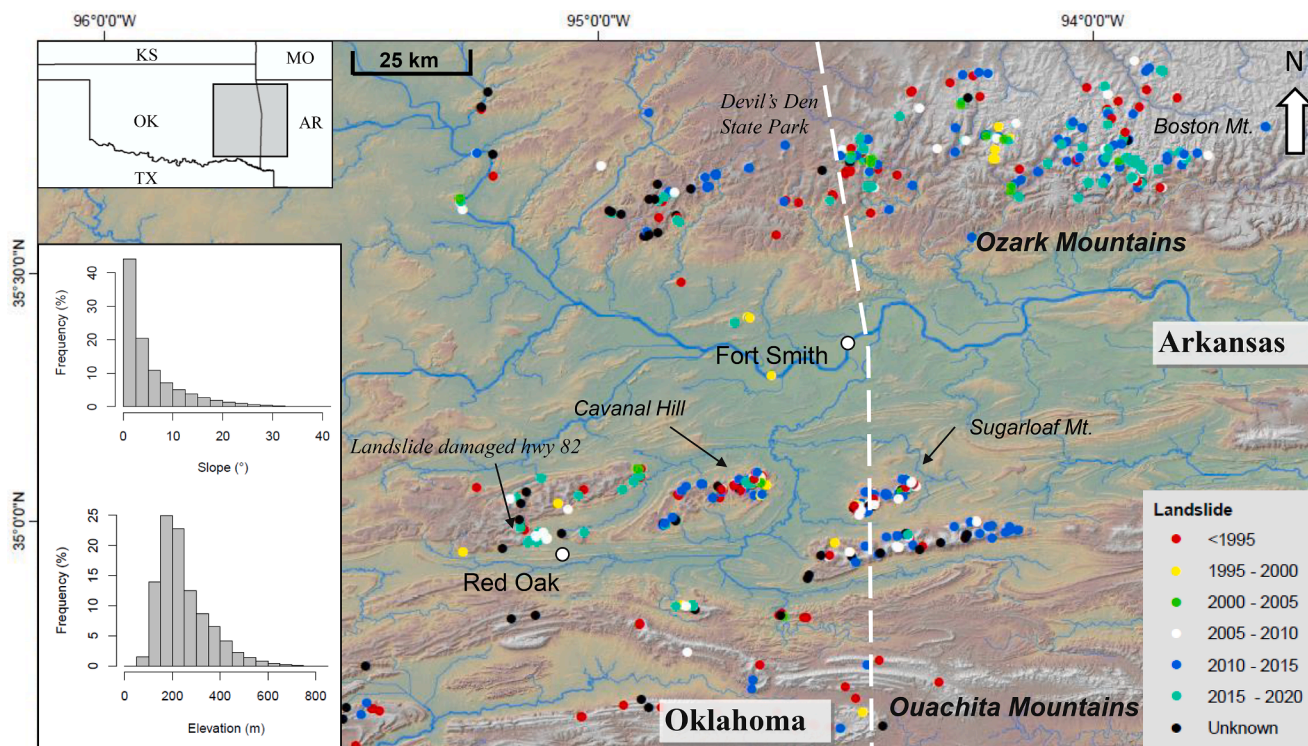 96°0'0"W
95°0'0"W
94°0'0"W
KS
MO
OK
AR
TX
25 km
N
Devil's Den
State Park
Boston Mt.
Ozark Mountains
35°30'0"N
35°0'0"N
Frequency (%)
40
30
20
10
0
0
10
20
30
40
Slope (°)
Frequency (%)
25
20
15
10
5
0
0
200
400
600
800
Elevation (m)
Fort Smith
Arkansas
Cavanal Hill
Sugarloaf Mt.
Landslide damaged hwy 82
Red Oak
Oklahoma
Ouachita Mountains
Landslide
<1995
1995 - 2000
2000 - 2005
2005 - 2010
2010 - 2015
2015 - 2020
Unknown